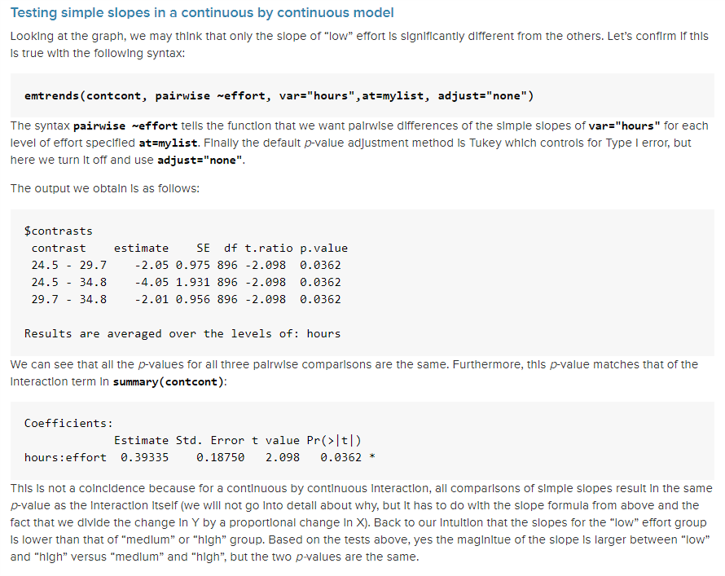 Testing simple slopes in a continuous by continuous model
Looking at the graph, we may think that only the slope of "low" effort is significantly different from the others. Let's confirm if this
is true with the following syntax:
emtrends(contcont, pairwise ~effort, var="hours",at=mylist, adjust="none")
The syntax pairwise ~effort tells the function that we want pairwise differences of the simple slopes of var="hours" for each
level of effort specified at=mylist. Finally the default p-value adjustment method is Tukey which controls for Type I error, but
here we turn it off and use adjust="none".
The output we obtain is as follows:
$contrasts
contrast estimate SE df t.ratio p.value
24.5 - 29.7 -2.05 0.975 896 -2.098 0.0362
24.5 - 34.8 -4.05 1.931 896 -2.098 0.0362
29.7 - 34.8 -2.01 0.956 896 -2.098 0.0362
Results are averaged over the levels of: hours
We can see that all the p-values for all three pairwise comparisons are the same. Furthermore, this p-value matches that of the
interaction term in summary(contcont):
Coefficients:
Estimate Std. Error t value Pr(>|t|)
hours:effort 0.39335 0.18750 2.098 0.0362 *
This is not a coincidence because for a continuous by continuous interaction, all comparisons of simple slopes result in the same
p-value as the interaction itself (we will not go into detail about why, but it has to do with the slope formula from above and the
fact that we divide the change in Y by a proportional change in X). Back to our intuition that the slopes for the "low" effort group
is lower than that of "medium" or "high" group. Based on the tests above, yes the maginitue of the slope is larger between "low"
and "high" versus "medium" and "high", but the two p-values are the same.